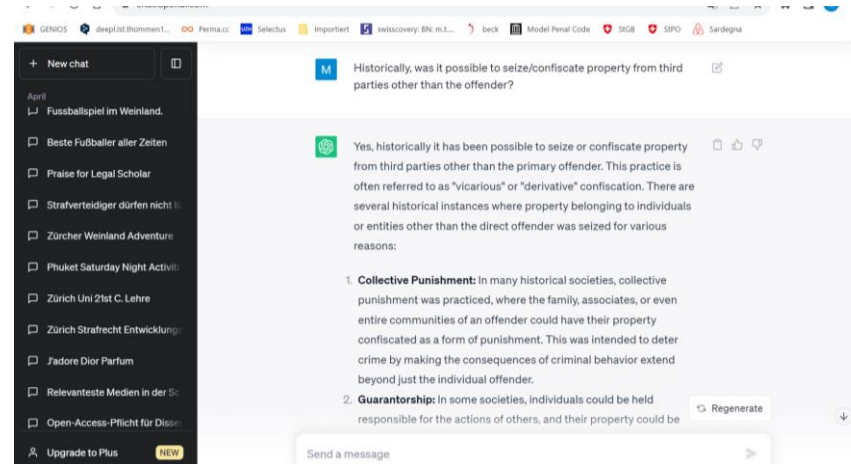 GENIOS deepl.ist.thommen1... Perma.cc Selectus Importiert swisscovery: BN: m.t... beck Model Penal Code StGB StPO Sardegna
+ New chat
April
Fussballspiel im Weinland.
Beste Fußballer aller Zeiten
Praise for Legal Scholar
Strafverteidiger dürfen nicht
Zürcher Weinland Adventure
Phuket Saturday Night Activiti
Zürich Uni 21st C. Lehre
Zürich Strafrecht Entwicklung
J'adore Dior Parfum
Relevanteste Medien in der Sc
Open-Access-Pflicht für Disse
Upgrade to Plus NEW
M
Historically, was it possible to seize/confiscate property from third
parties other than the offender?
Yes, historically it has been possible to seize or confiscate property
from third parties other than the primary offender. This practice is
often referred to as "vicarious" or "derivative" confiscation. There are
several historical instances where property belonging to individuals
or entities other than the direct offender was seized for various
reasons:
1. Collective Punishment: In many historical societies, collective
punishment was practiced, where the family, associates, or even
entire communities of an offender could have their property
confiscated as a form of punishment. This was intended to deter
crime by making the consequences of criminal behavior extend
beyond just the individual offender.
2. Guarantorship: In some societies, individuals could be held
responsible for the actions of others, and their property could be
Regenerate
Send a message